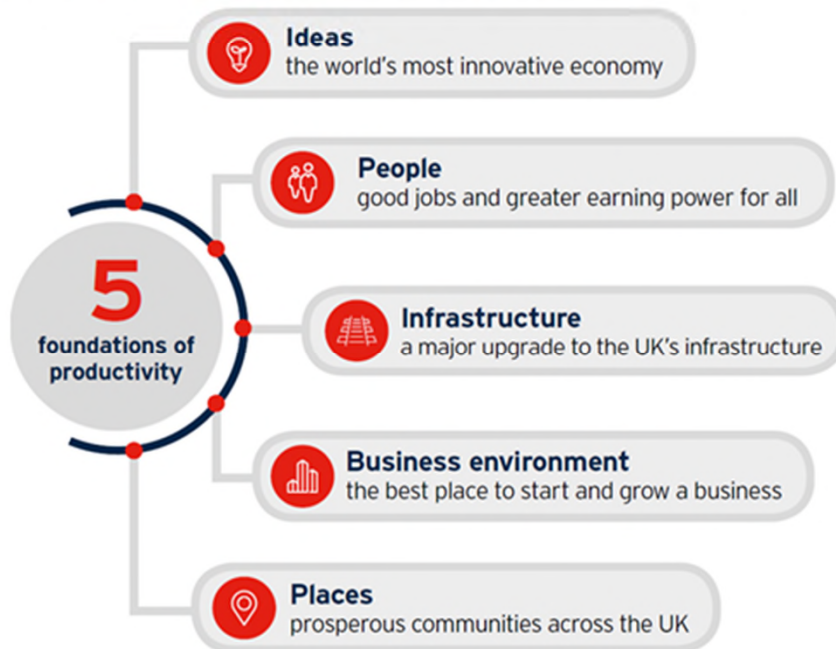 Ideas
the world's most innovative economy
People
good jobs and greater earning power for all
5
foundations of
productivity
Infrastructure
a major upgrade to the UK's infrastructure
Business environment
the best place to start and grow a business
Places
prosperous communities across the UK